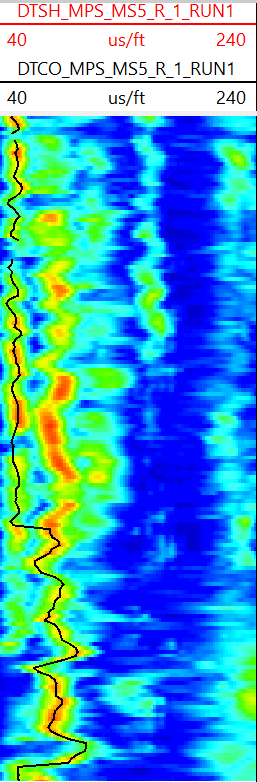 DTSH_MPS_MS5_R_1_RUN1
40 us/ft 240
DTCO_MPS_MS5_R_1_RUN1
40 us/ft 240